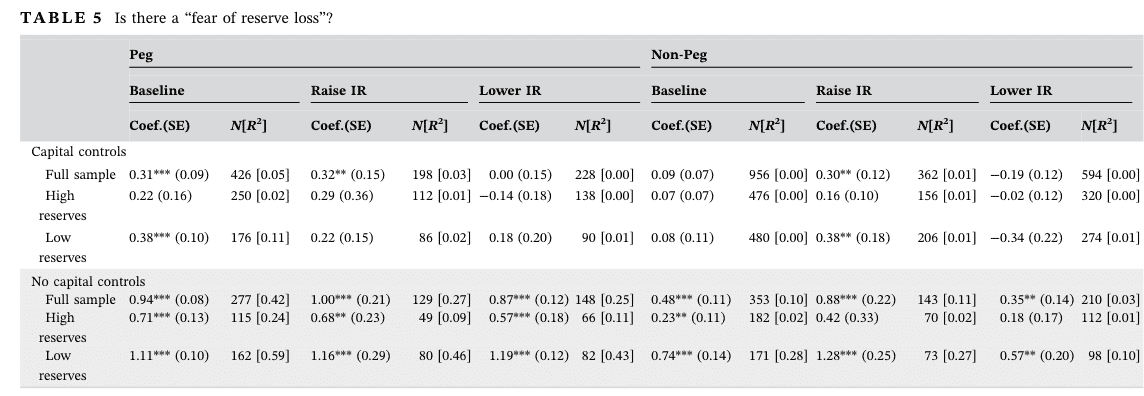 TABLE 5 Is there a “fear of reserve loss”?
Peg Non-Peg
Baseline Raise IR Lower IR Baseline Raise IR Lower IR
Coef.(SE) N[R²] Coef.(SE) N[R²] Coef.(SE) N[R²] Coef.(SE) N[R²] Coef.(SE) N[R²] Coef.(SE) N[R²]
Capital controls
Full sample 0.31*** (0.09) 426 [0.05] 0.32** (0.15) 198 [0.03] 0.00 (0.15) 228 [0.00] 0.09 (0.07) 956 [0.00] 0.30** (0.12) 362 [0.01] −0.19 (0.12) 594 [0.00]
High 0.22 (0.16) 250 [0.02] 0.29 (0.36) 112 [0.01] −0.14 (0.18) 138 [0.00] 0.07 (0.07) 476 [0.00] 0.16 (0.10) 156 [0.01] −0.02 (0.12) 320 [0.00]
reserves
Low 0.38*** (0.10) 176 [0.11] 0.22 (0.15) 86 [0.02] 0.18 (0.20) 90 [0.01] 0.08 (0.11) 480 [0.00] 0.38** (0.18) 206 [0.01] −0.34 (0.22) 274 [0.01]
reserves
No capital controls
Full sample 0.94*** (0.08) 277 [0.42] 1.00*** (0.21) 129 [0.27] 0.87*** (0.12) 148 [0.25] 0.48*** (0.11) 353 [0.10] 0.88*** (0.22) 143 [0.11] 0.35** (0.14) 210 [0.03]
High 0.71*** (0.13) 115 [0.24] 0.68** (0.23) 49 [0.09] 0.57*** (0.18) 66 [0.11] 0.23** (0.11) 182 [0.02] 0.42 (0.33) 70 [0.02] 0.18 (0.17) 112 [0.01]
reserves
Low 1.11*** (0.10) 162 [0.59] 1.16*** (0.29) 80 [0.46] 1.19*** (0.12) 82 [0.43] 0.74*** (0.14) 171 [0.28] 1.28*** (0.25) 73 [0.27] 0.57** (0.20) 98 [0.10]
reserves